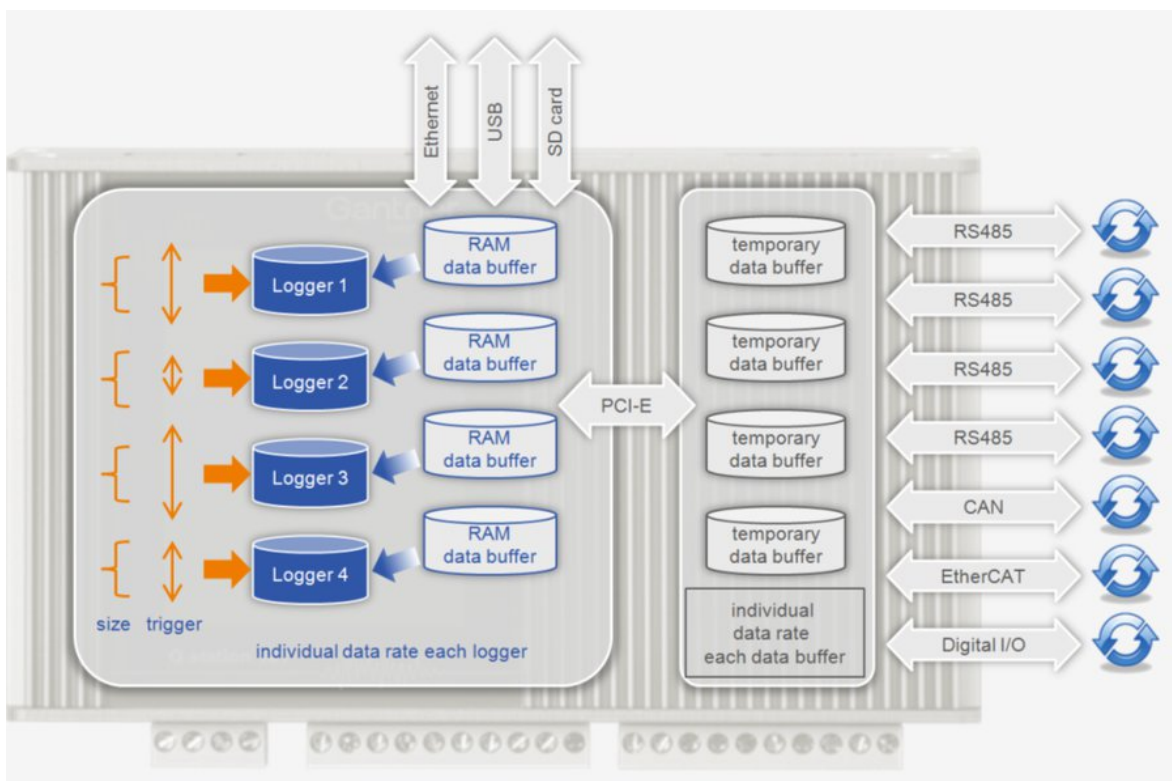 Ethernet
USB
SD card
RAM
data buffer
Logger 1
RAM
data buffer
Logger 2
RAM
data buffer
Logger 3
RAM
data buffer
Logger 4
size
trigger
individual data rate each logger
PCI-E
temporary
data buffer
temporary
data buffer
temporary
data buffer
temporary
data buffer
individual
data rate
each data buffer
RS485
RS485
RS485
RS485
CAN
EtherCAT
Digital I/O